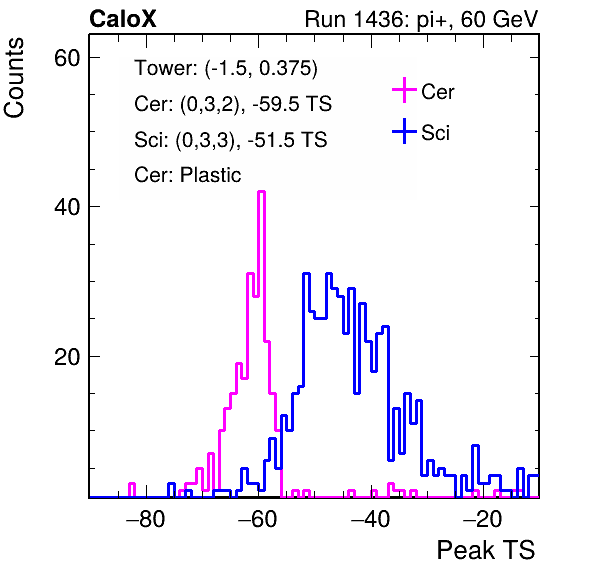 CaloX Run 1436: pi+, 60 GeV
Counts
60
40
20
Tower: (-1.5, 0.375)
Cer: (0,3,2), -59.5 TS
Sci: (0,3,3), -51.5 TS
Cer: Plastic
Cer
Sci
−80 −60 −40 −20
Peak TS